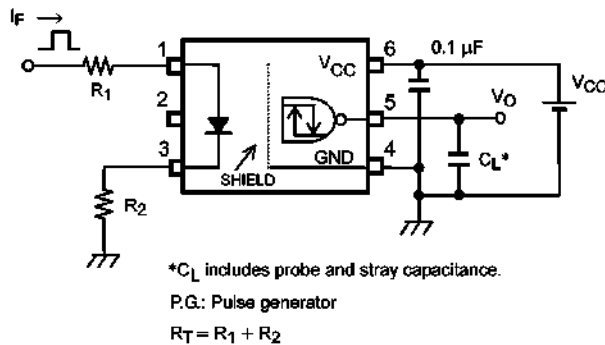 IF →
R1
1
2
3
R2
SHIELD
VCC
GND
6
5
4
0.1 μF
VO
CL*
VCC
*CL includes probe and stray capacitance.
P.G.: Pulse generator
RT = R1 + R2